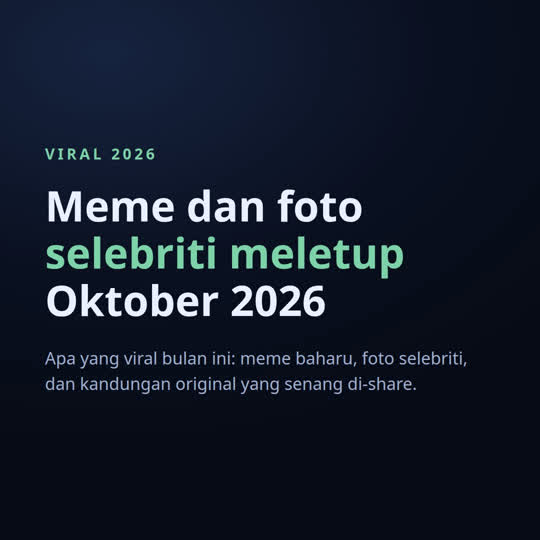 VIRAL 2026
Meme dan foto
selebriti meletup
Oktober 2026
Apa yang viral bulan ini: meme baharu, foto selebriti,
dan kandungan original yang senang di-share.